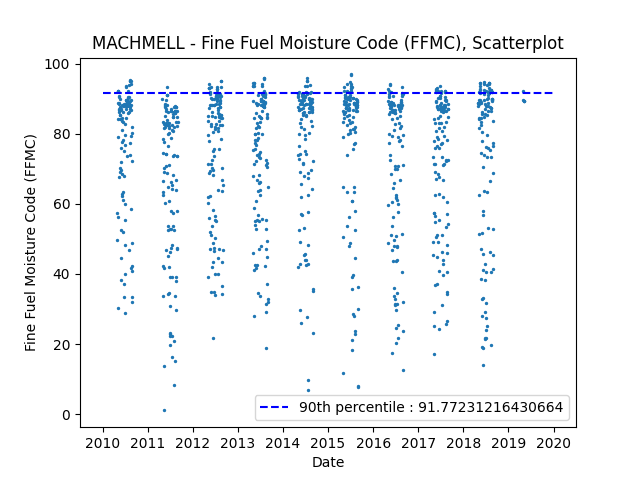 MACHMELL - Fine Fuel Moisture Code (FFMC), Scatterplot
Fine Fuel Moisture Code (FFMC)
100
80
60
40
20
0
90th percentile : 91.77231216430664
2010 2011 2012 2013 2014 2015 2016 2017 2018 2019 2020
Date